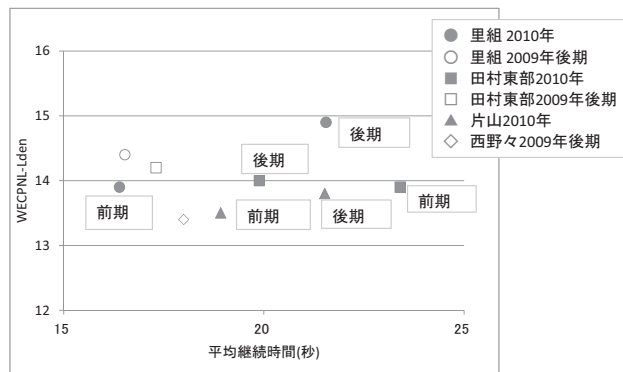 里組 2010年
里組 2009年後期
田村東部2010年
田村東部2009年後期
片山2010年
西野々2009年後期
WECPNL-Lden
16
15
14
13
12
後期
後期
前期
前期
後期
前期
15
20
25
平均継続時間(秒)